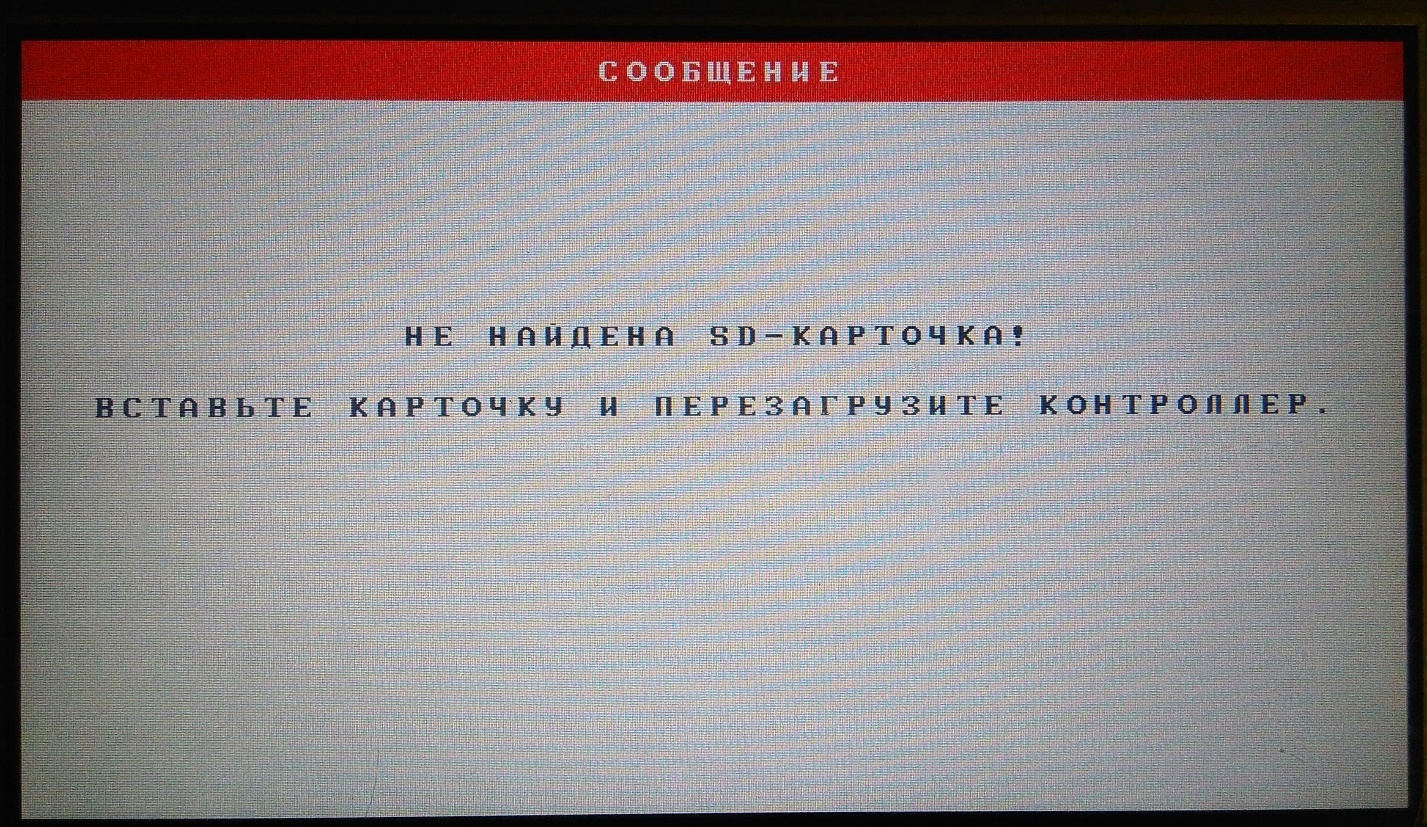 СООБЩЕНИЕ
НЕ НАЙДЕНА SD-КАРТОЧКА!
ВСТАВЬТЕ КАРТОЧКУ И ПЕРЕЗАГРУЗИТЕ КОНТРОЛЛЕР.